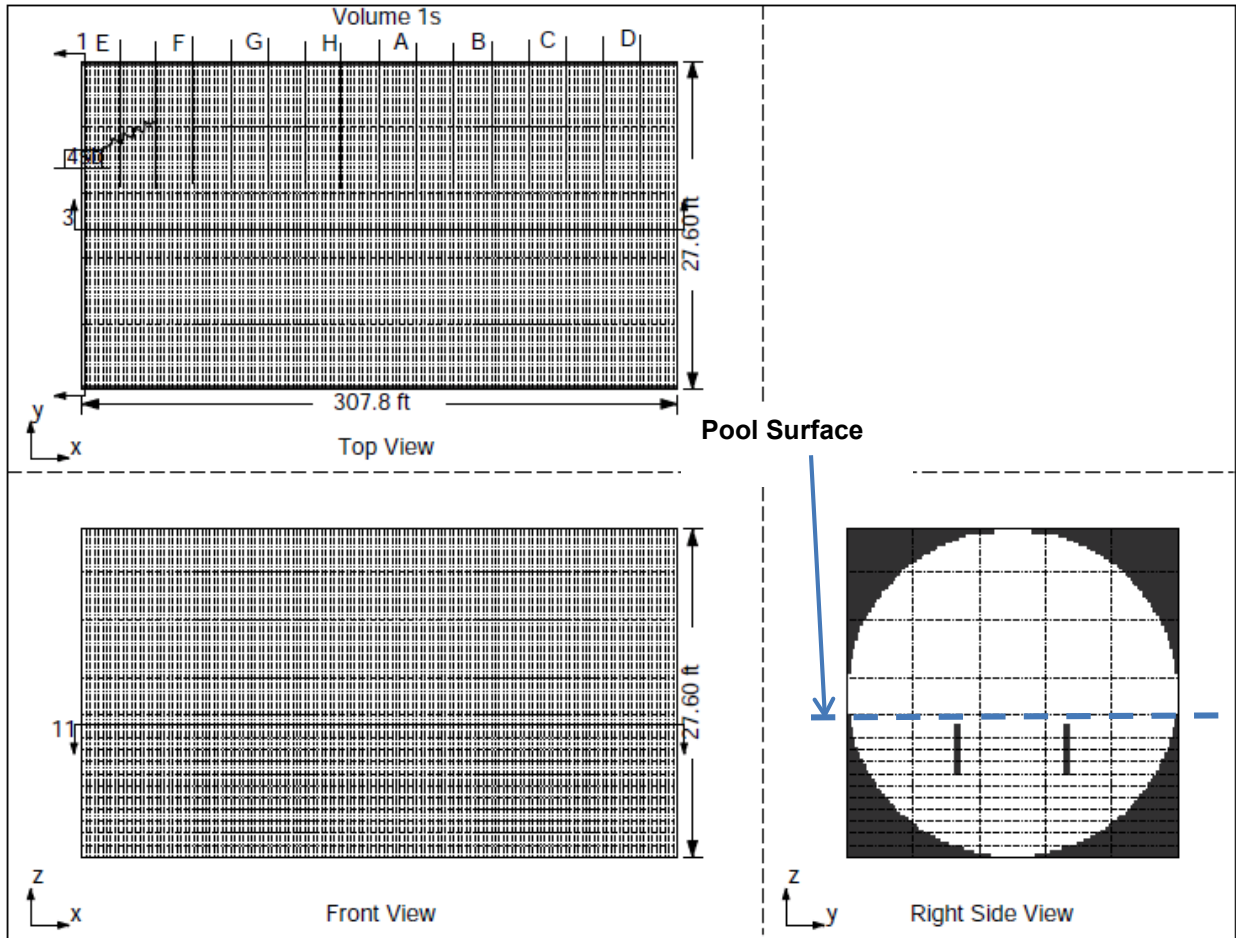 Volume 1s
1 E F G H A B C D
3
27.60 ft
307.8 ft
y
x
Top View
Pool Surface
11
27.60 ft
z
x
Front View
z
y
Right Side View